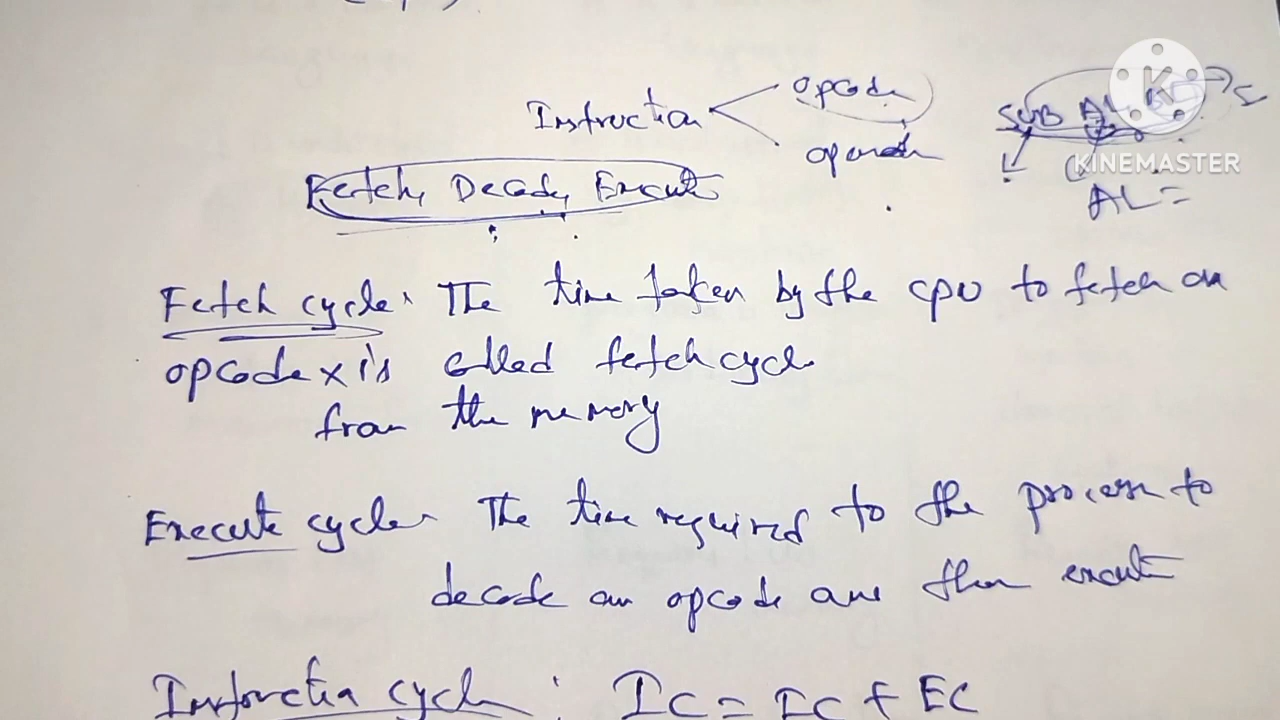 Instruction
opcode
operand
SUB AL
KINEMASTER
AL =
Fetch, Decode, Execute
Fetch cycle: The time taken by the CPU to fetch an
opcode x is called fetch cycle
from the memory
Execute cycle- The time required to the processor to
decode an opcode and then execute
Instruction cycle : IC = IC + EC